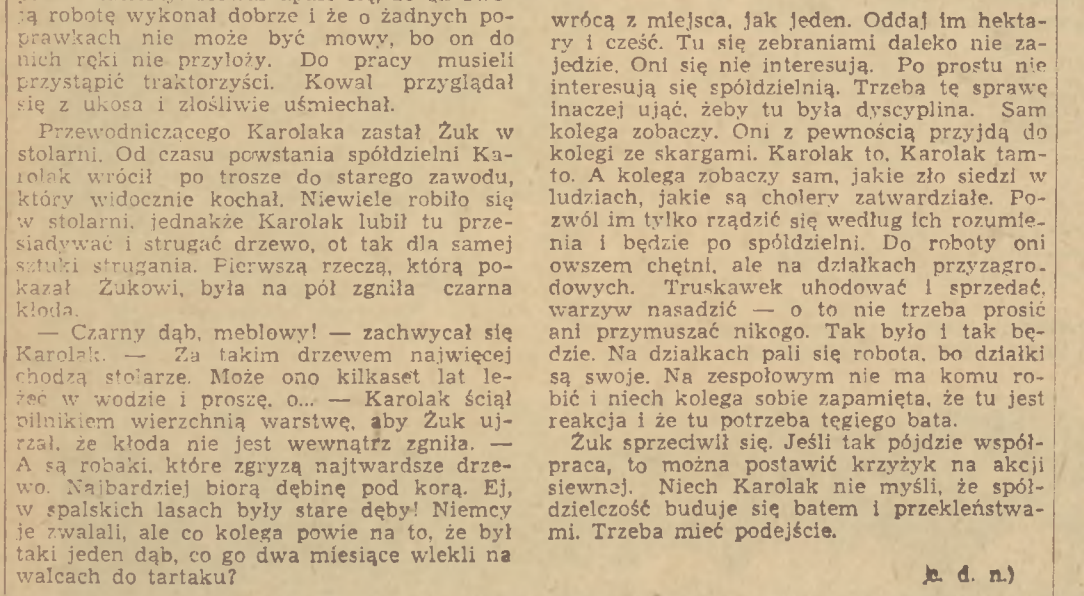 tą robotę wykonał dobrze i że o żadnych po-
prawkach nie może być mowy, bo on do
nich ręki nie przyłoży. Do pracy musieli
przystąpić traktorzyści. Kowal przyglądał
się z ukosa i złośliwie uśmiechał.
Przewodniczącego Karolaka zastał Żuk w
stolarni. Od czasu powstania spółdzielni Ka-
rolak wrócił po trosze do starego zawodu,
który widocznie kochał. Niewiele robiło się
w stolarni, jednakże Karolak lubił tu prze-
siadywać i strugać drzewo, ot tak dla samej
sztuki strugania. Pierwszą rzeczą, którą po-
kazał Żukowi, była na pół zgniła czarna
kłoda.
— Czarny dąb, meblowy! — zachwycał się
Karolak. — Za takim drzewem najwięcej
chodzą stolarze. Może ono kilkaset lat le-
żeć w wodzie i proszę, o... — Karolak ściął
pilnikiem wierzchnią warstwę, aby Żuk uj-
rzał, że kłoda nie jest wewnątrz zgniła. —
A są robaki, które zgryzą najtwardsze drze-
wo. Najbardziej biorą dębinę pod korą. Ej,
w spalskich lasach były stare dęby! Niemcy
je zwalali, ale co kolega powie na to, że był
taki jeden dąb, co go dwa miesiące wlekli na
walcach do tartaku?
wrócą z miejsca, jak jeden. Oddaj im hekta-
ry i cześć. Tu się zebraniami daleko nie za-
jedzie. Oni się nie interesują. Po prostu nie
interesują się spółdzielnią. Trzeba tę sprawę
inaczej ująć, żeby tu była dyscyplina. Sam
kolega zobaczy. Oni z pewnością przyjdą do
kolegi ze skargami. Karolak to, Karolak tam-
to. A kolega zobaczy sam, jakie zło siedzi w
ludziach, jakie są cholery zatwardziałe. Po-
zwól im tylko rządzić się według ich rozumie-
nia i będzie po spółdzielni. Do roboty oni
owszem chętni, ale na działkach przyzagro-
dowych. Truskawek uhodować i sprzedać,
warzyw nasadzić — o to nie trzeba prosić
ani przymuszać nikogo. Tak było i tak bę-
dzie. Na działkach pali się robota, bo działki
są swoje. Na zespołowym nie ma komu ro-
bić i niech kolega sobie zapamięta, że tu jest
reakcja i że tu potrzeba tęgiego bata.
Żuk sprzeciwił się. Jeśli tak pójdzie współ-
praca, to można postawić krzyżyk na akcji
siewnej. Niech Karolak nie myśli, że spół-
dzielczość buduje się batem i przekleństwa-
mi. Trzeba mieć podejście.
(c. d. n.)